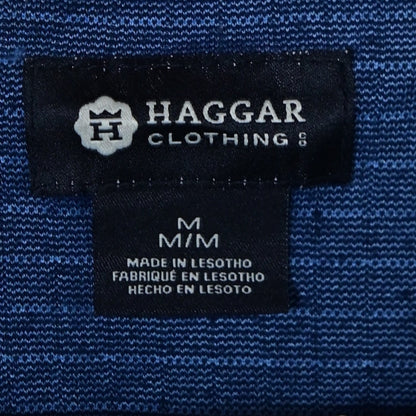 H HAGGAR
CLOTHING CO
M
M/M
MADE IN LESOTHO
FABRIQUÉ EN LESOTHO
HECHO EN LESOTO